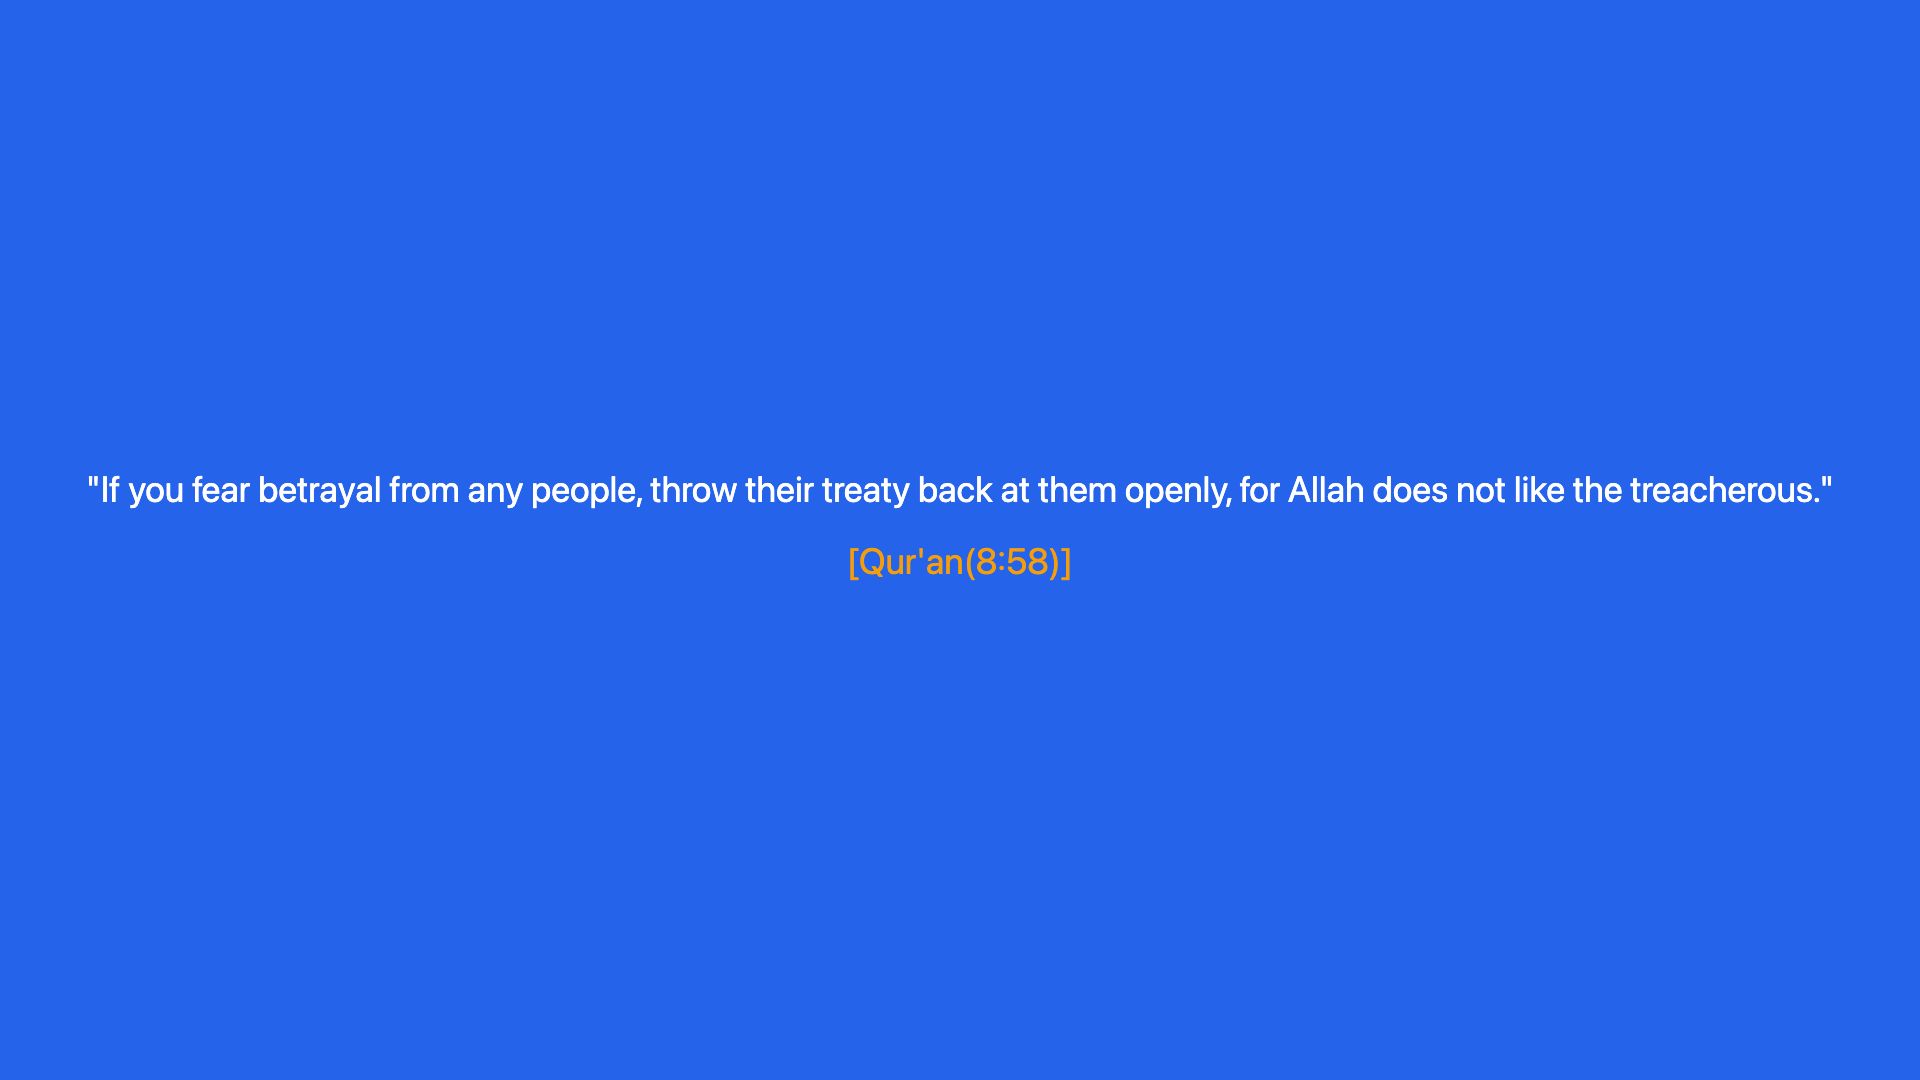 "If you fear betrayal from any people, throw their treaty back at them openly, for Allah does not like the treacherous."
[Qur'an(8:58)]